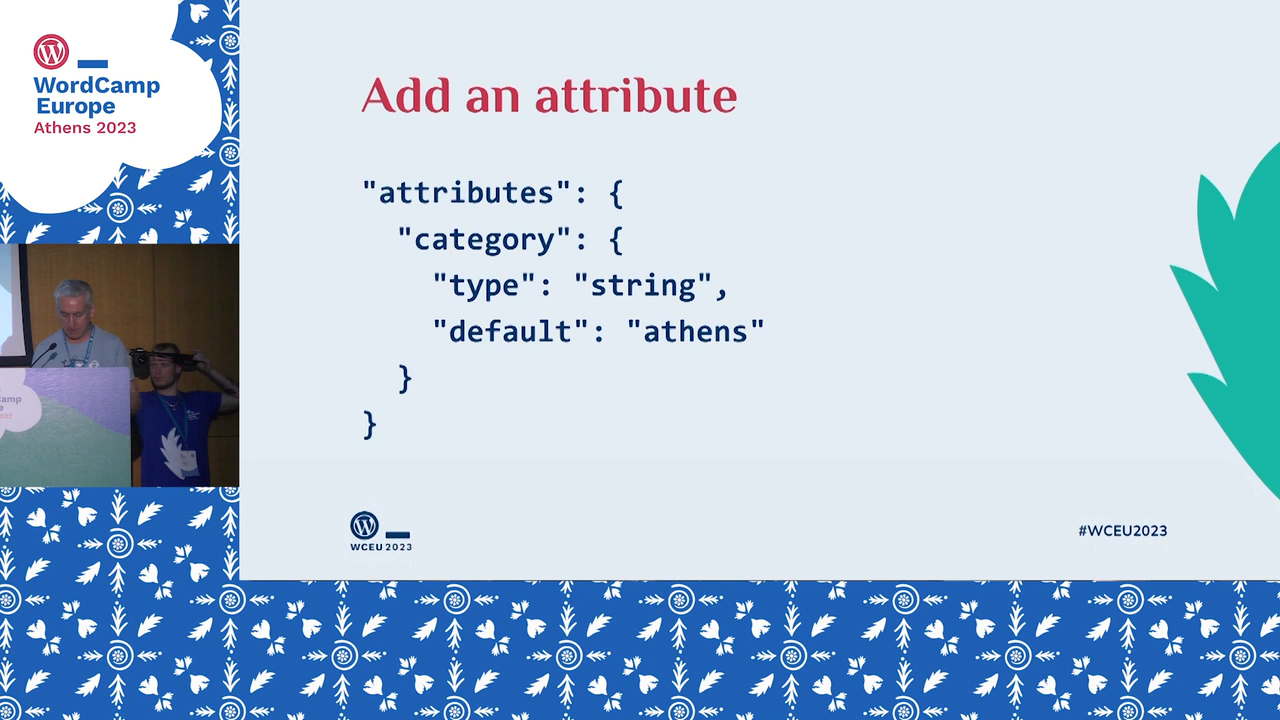 WordCamp
Europe
Athens 2023
Add an attribute
"attributes": {
  "category": {
    "type": "string",
    "default": "athens"
  }
}
WCEU 2023
#WCEU2023